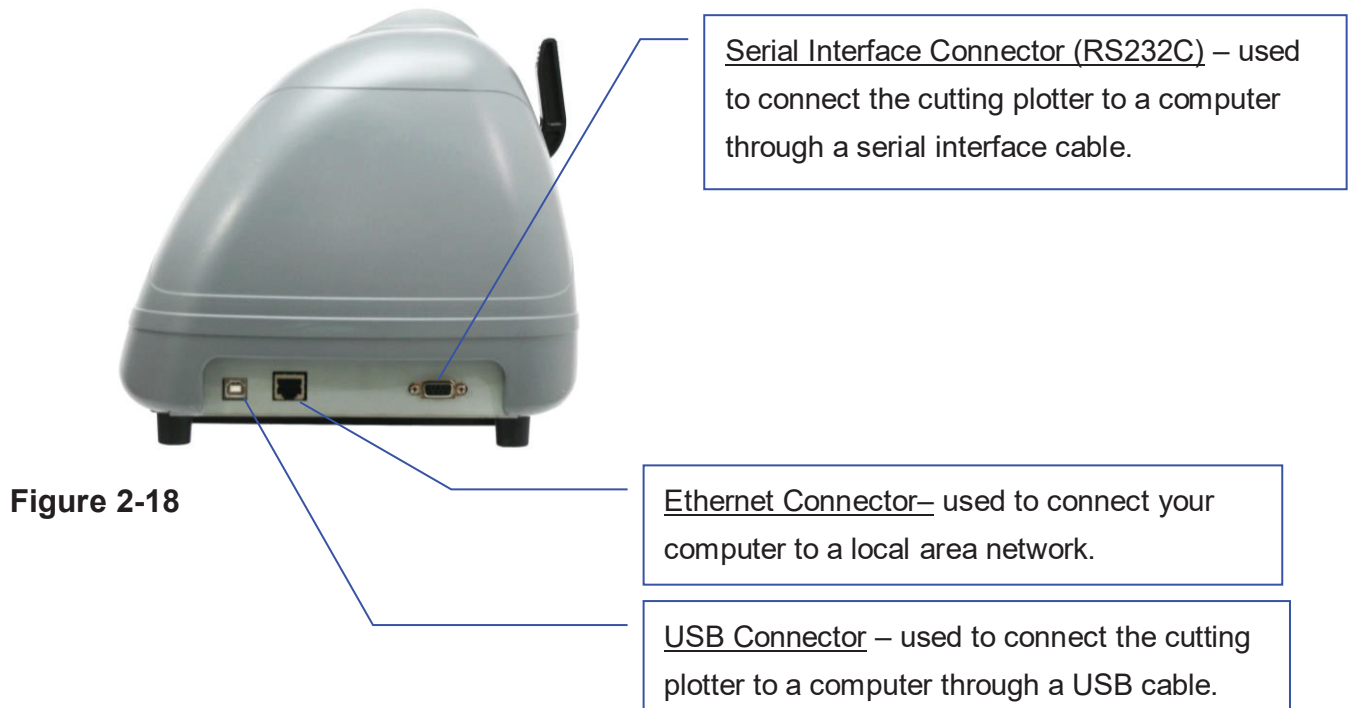 Serial Interface Connector (RS232C) – used
to connect the cutting plotter to a computer
through a serial interface cable.
Figure 2-18
Ethernet Connector– used to connect your
computer to a local area network.
USB Connector – used to connect the cutting
plotter to a computer through a USB cable.